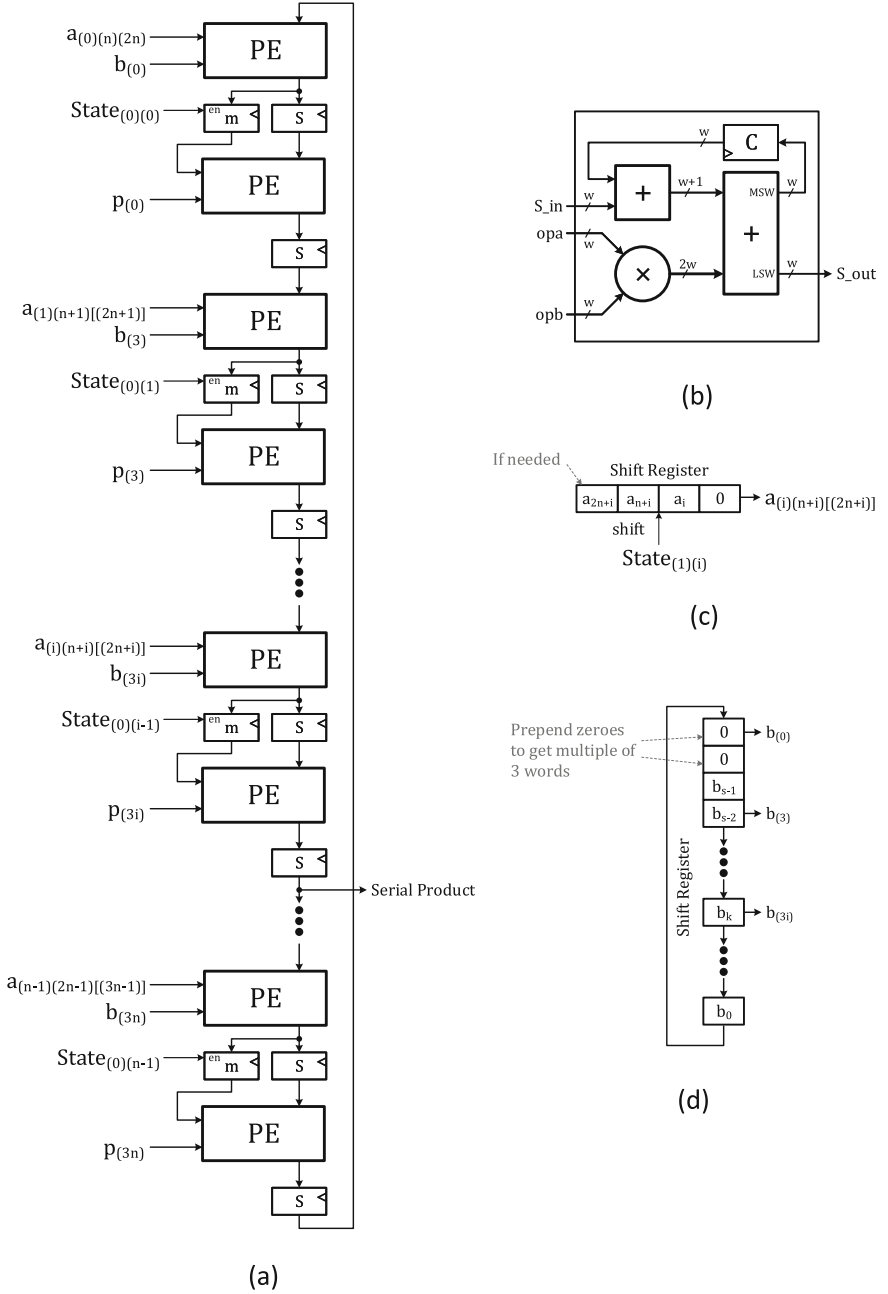 a(0)(n)(2n)
PE
b(0)
State(0)(0)
en
m
S
PE
p(0)
S
a(1)(n+1)[(2n+1)]
PE
b(3)
State(0)(1)
en
m
S
PE
p(3)
S
a(i)(n+i)[(2n+i)]
PE
b(3i)
State(0)(i-1)
en
m
S
PE
p(3i)
S
Serial Product
a(n-1)(2n-1)[(3n-1)]
PE
b(3n)
State(0)(n-1)
en
m
S
PE
p(3n)
S
(a)
w
C
w+1
MSW
w
S_in
w
+
opa
w
+
×
2w
LSW
w
S_out
opb
w
(b)
If needed
Shift Register
a2n+i
an+i
ai
0
a(i)(n+i)[(2n+i)]
shift
State(1)(i)
(c)
Prepend zeroes
to get multiple of
3 words
0
b(0)
0
bs-1
bs-2
b(3)
Shift Register
bk
b(3i)
b0
(d)